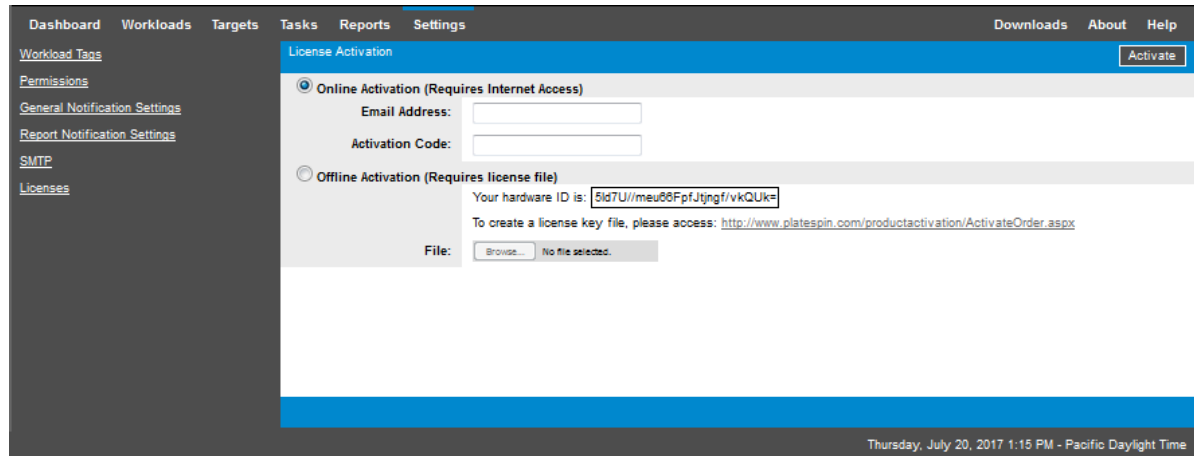 Dashboard Workloads Targets Tasks Reports Settings Downloads About Help
Workload Tags
Permissions
General Notification Settings
Report Notification Settings
SMTP
Licenses
License Activation
Activate
Online Activation (Requires Internet Access)
Email Address:
Activation Code:
Offline Activation (Requires license file)
Your hardware ID is: 5ld7U//meu66FpfJtjngf/vkQUk=
To create a license key file, please access: http://www.platespin.com/productactivation/ActivateOrder.aspx
File: Browse... No file selected.
Thursday, July 20, 2017 1:15 PM - Pacific Daylight Time